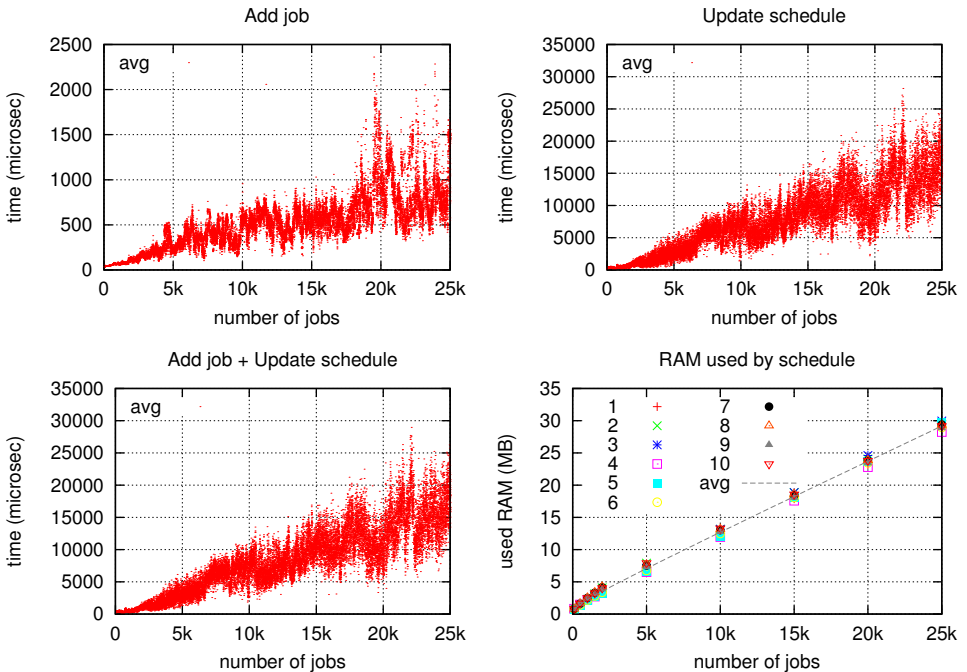 Add job
time (microsec)
2500
2000
1500
1000
500
0
avg
0 5k 10k 15k 20k 25k
number of jobs
Update schedule
time (microsec)
35000
30000
25000
20000
15000
10000
5000
0
avg
0 5k 10k 15k 20k 25k
number of jobs
Add job + Update schedule
time (microsec)
35000
30000
25000
20000
15000
10000
5000
0
avg
0 5k 10k 15k 20k 25k
number of jobs
RAM used by schedule
used RAM (MB)
35
30
25
20
15
10
5
0
1
2
3
4
5
6
7
8
9
10
avg
0 5k 10k 15k 20k 25k
number of jobs